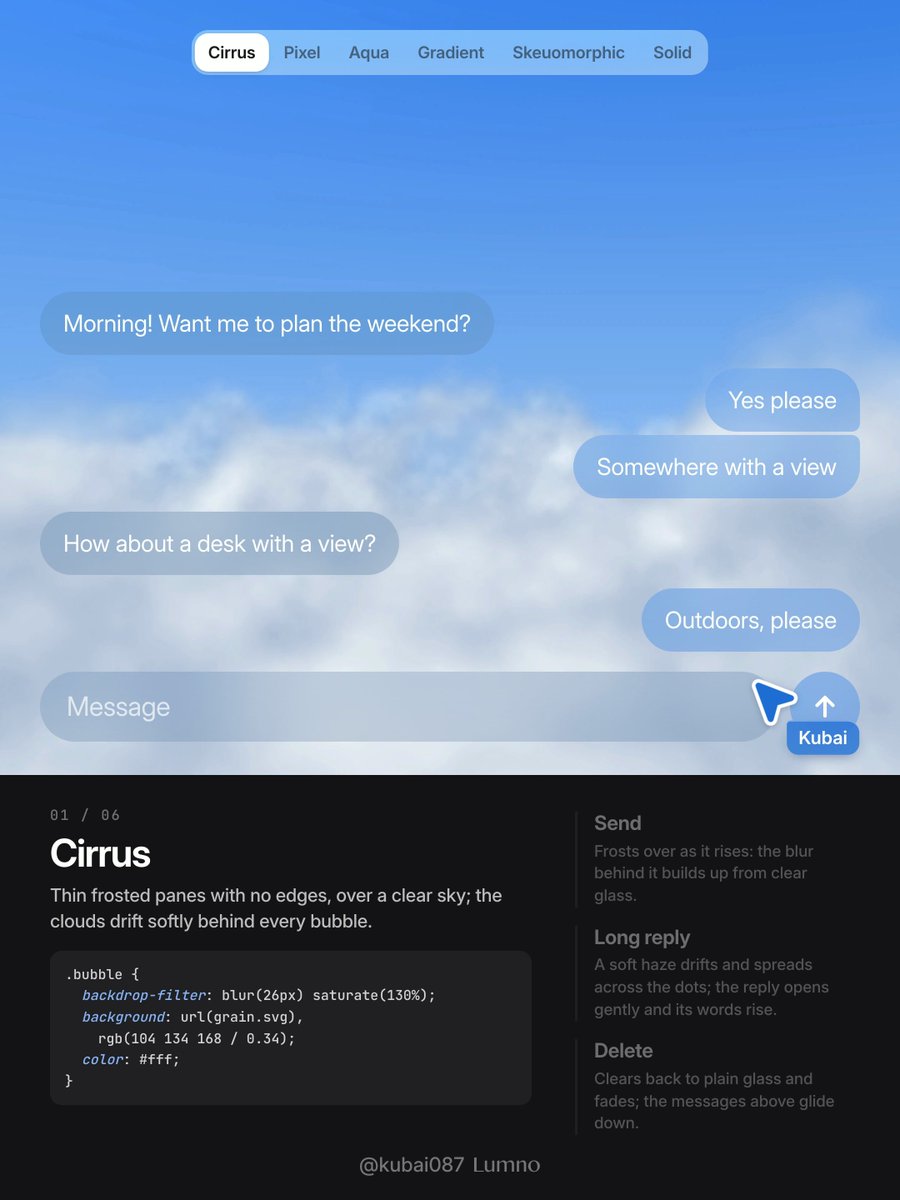 Cirrus Pixel Aqua Gradient Skeuomorphic Solid
Morning! Want me to plan the weekend?
Yes please
Somewhere with a view
How about a desk with a view?
Outdoors, please
Message
Kubai
01 / 06
Cirrus
Thin frosted panes with no edges, over a clear sky; the
clouds drift softly behind every bubble.
.bubble {
  backdrop-filter: blur(26px) saturate(130%);
  background: url(grain.svg),
    rgb(104 134 168 / 0.34);
  color: #fff;
}
Send
Frosts over as it rises: the blur
behind it builds up from clear
glass.
Long reply
A soft haze drifts and spreads
across the dots; the reply opens
gently and its words rise.
Delete
Clears back to plain glass and
fades; the messages above glide
down.
@kubai087 Lumno